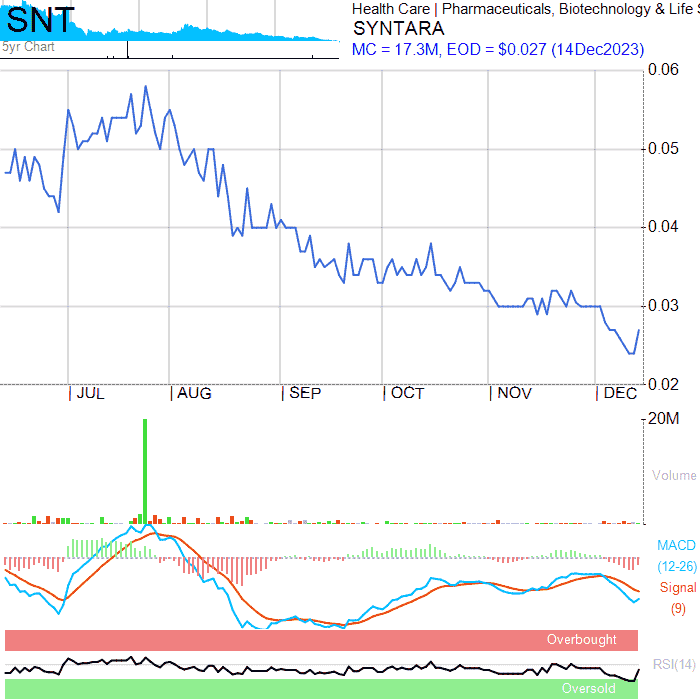 SNT
5yr Chart
Health Care | Pharmaceuticals, Biotechnology & Life
SYNTARA
MC = 17.3M, EOD = $0.027 (14Dec2023)
0.06
0.05
0.04
0.03
0.02
JUL AUG SEP OCT NOV DEC
20M
Volume
MACD
(12-26)
Signal
(9)
Overbought
RSI(14)
Oversold